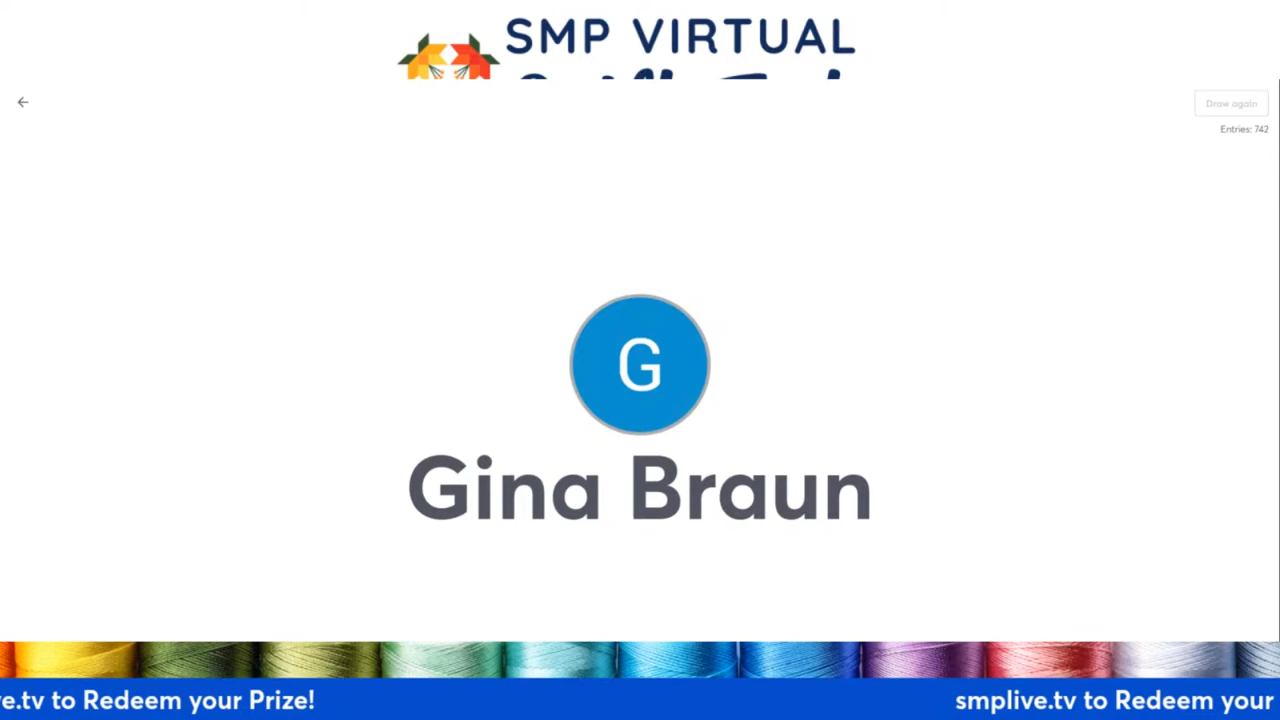 SMP VIRTUAL
Draw again
Entries: 742
G
Gina Braun
e.tv to Redeem your Prize!
smplive.tv to Redeem your